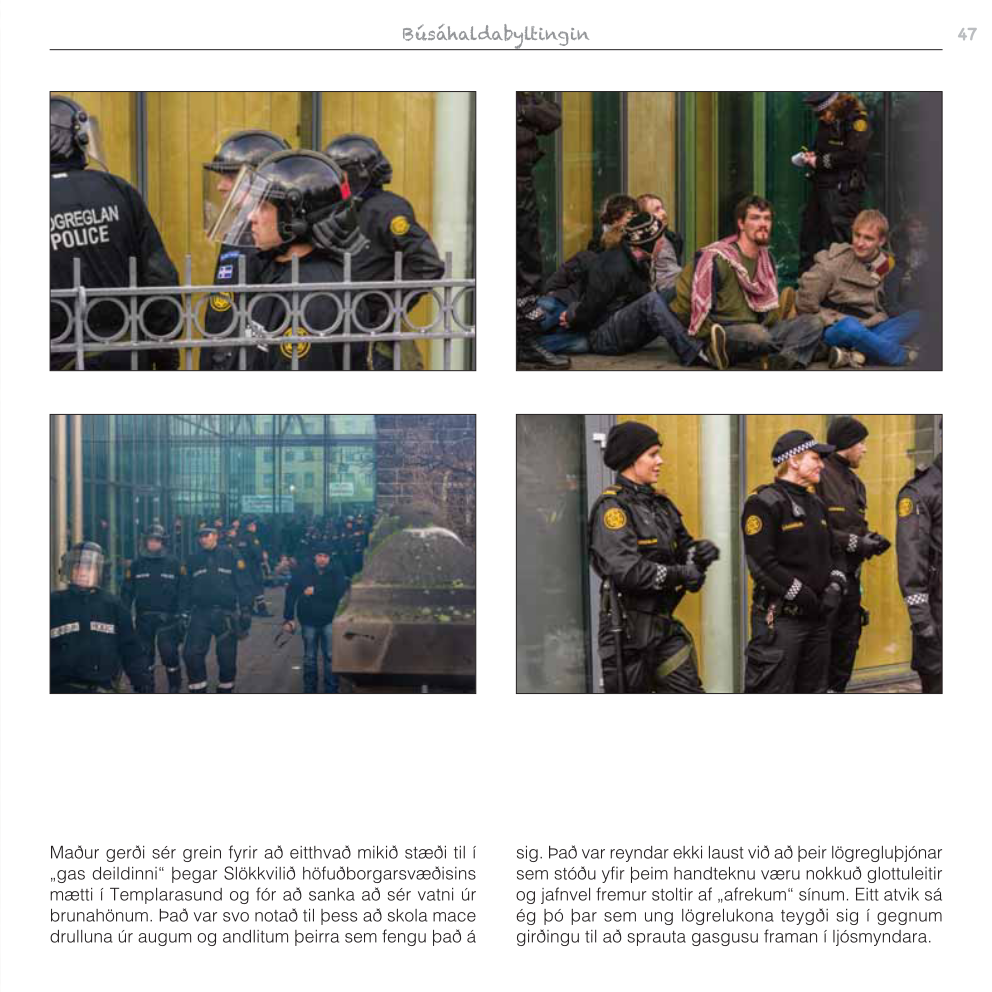 Búsáhaldabyltingin
47
OGREGLAN
POLICE
Maður gerði sér grein fyrir að eitthvað mikið stæði til í
„gas deildinni“ þegar Slökkvilið höfuðborgarsvæðisins
mætti í Templarasund og fór að sanka að sér vatni úr
brunahönum. Það var svo notað til þess að skola mace
drulluna úr augum og andlitum þeirra sem fengu það á
sig. Það var reyndar ekki laust við að þeir lögregluþjónar
sem stóðu yfir þeim handteknu væru nokkuð glottuleitir
og jafnvel fremur stoltir af „afrekum“ sínum. Eitt atvik sá
ég þó þar sem ung lögrelukona teygði sig í gegnum
girðingu til að sprauta gasgusu framan í ljósmyndara.